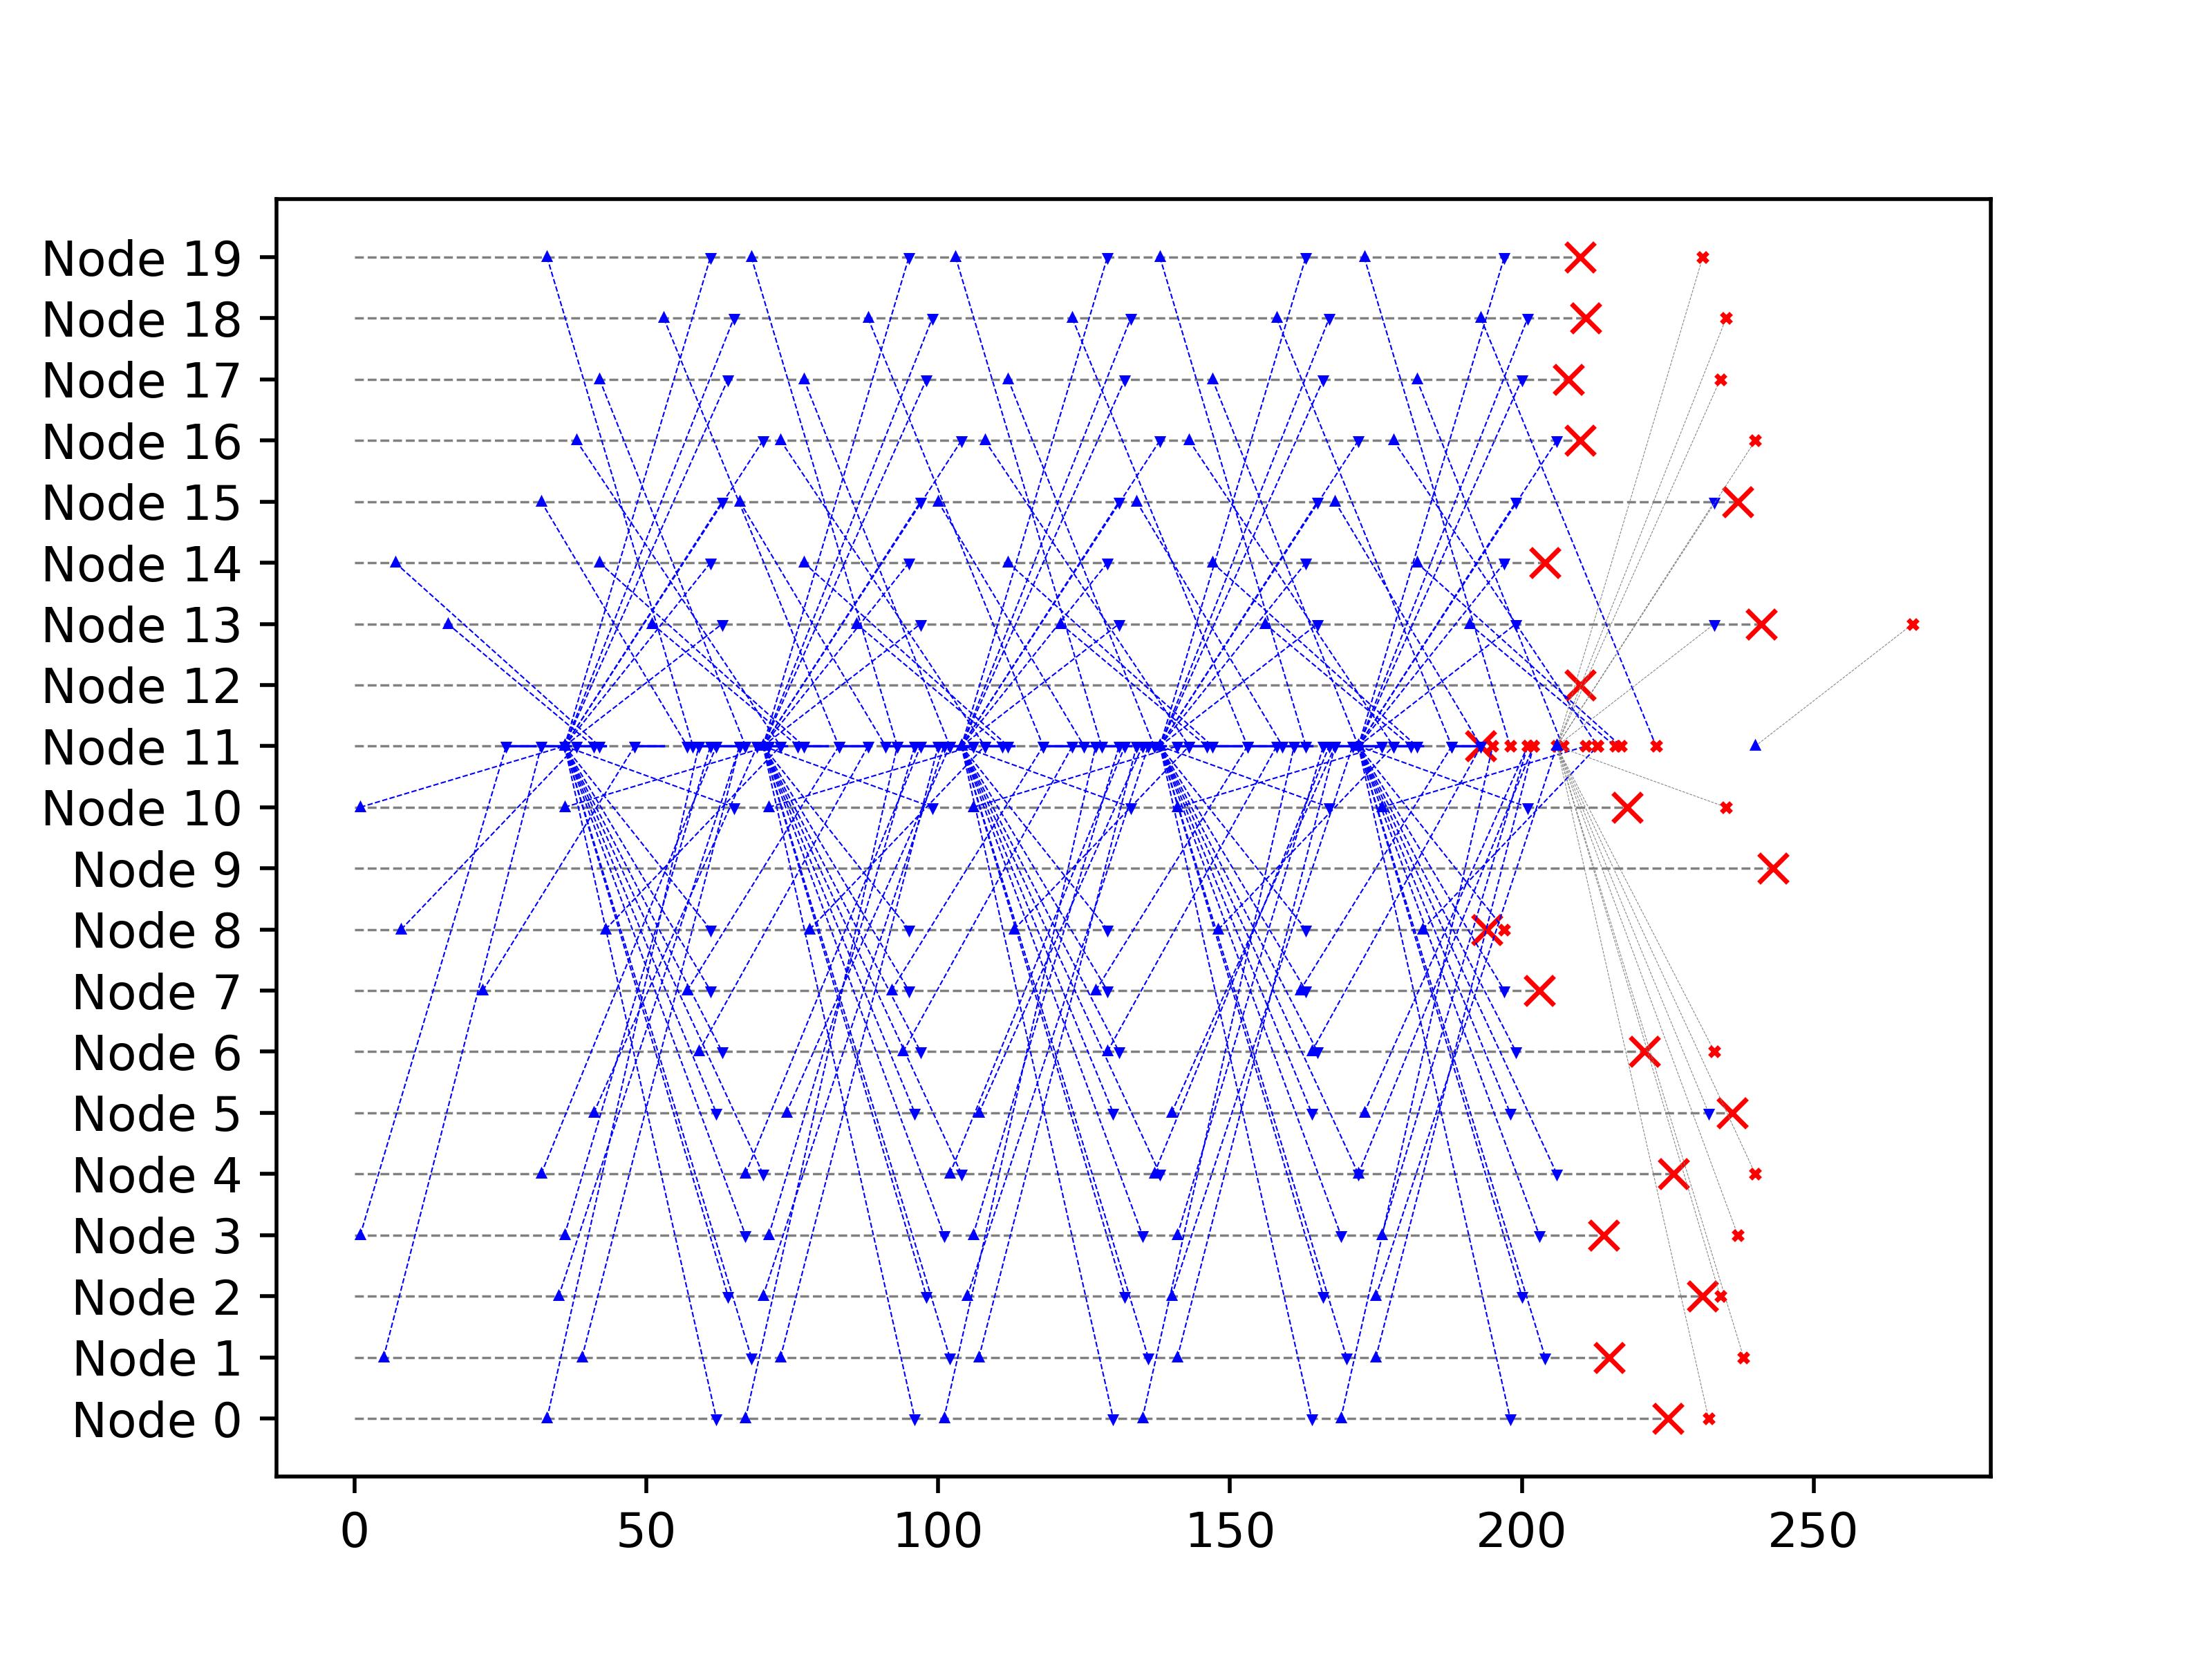 Node 19
Node 18
Node 17
Node 16
Node 15
Node 14
Node 13
Node 12
Node 11
Node 10
Node 9
Node 8
Node 7
Node 6
Node 5
Node 4
Node 3
Node 2
Node 1
Node 0
0 50 100 150 200 250